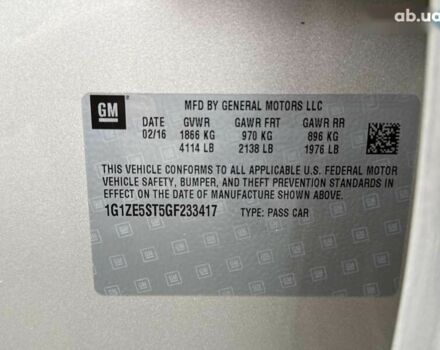 ab.ua
GM
MFD BY GENERAL MOTORS LLC
DATE GVWR GAWR FRT GAWR RR
02/16 1866 KG 970 KG 896 KG
4114 LB 2138 LB 1976 LB
THIS VEHICLE CONFORMS TO ALL APPLICABLE U.S. FEDERAL MOTOR
VEHICLE SAFETY, BUMPER, AND THEFT PREVENTION STANDARDS IN
EFFECT ON THE DATE OF MANUFACTURE SHOWN ABOVE.
1G1ZE5ST5GF233417 TYPE: PASS CAR